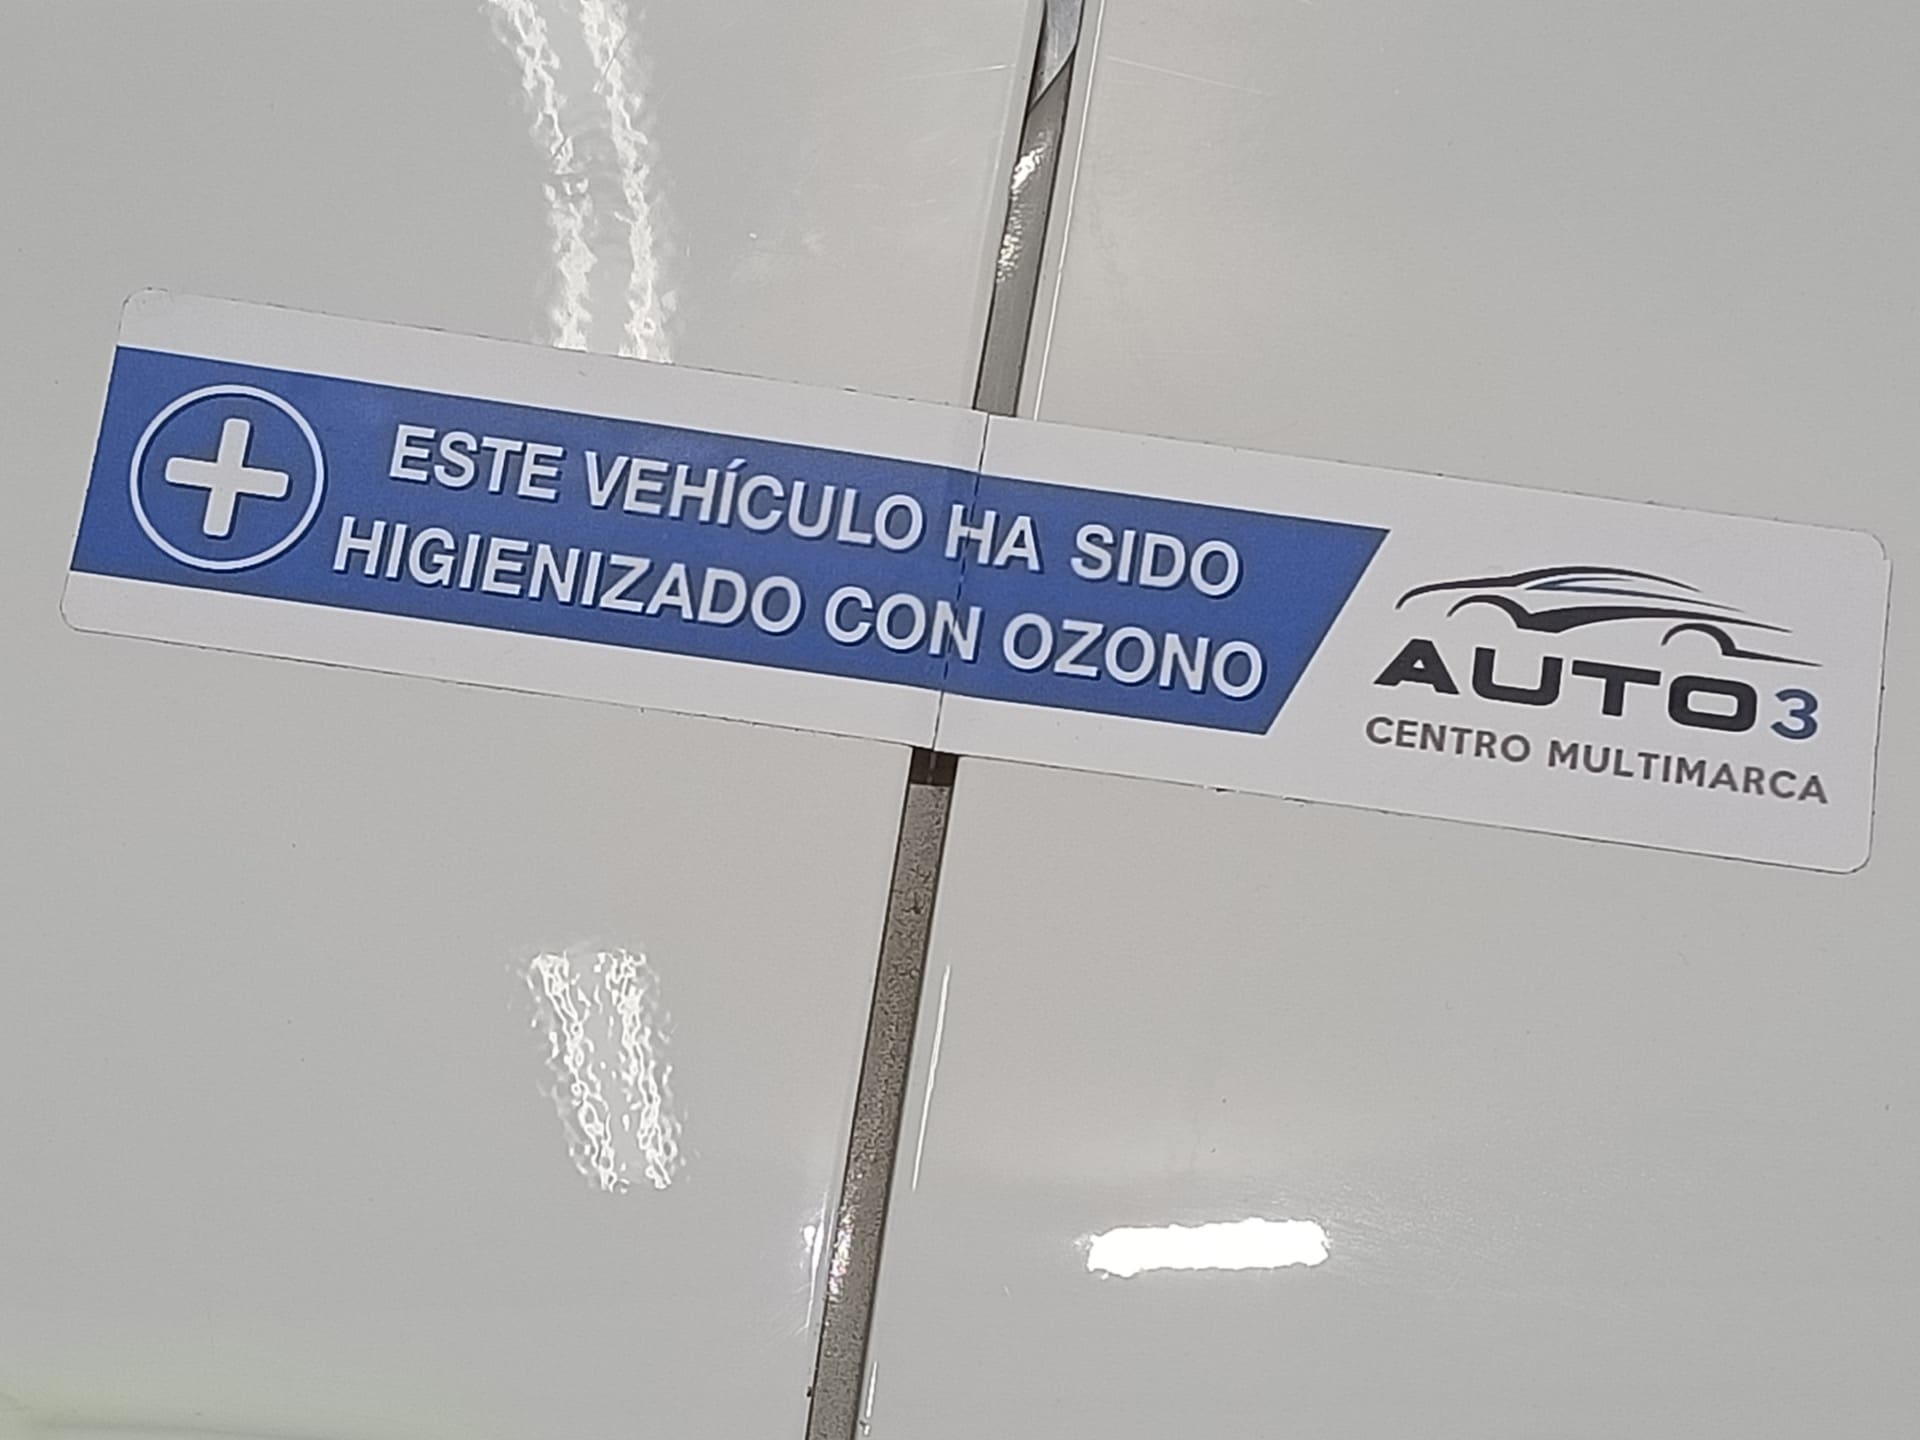 ESTE VEHÍCULO HA SIDO
HIGIENIZADO CON OZONO
AUTO3
CENTRO MULTIMARCA